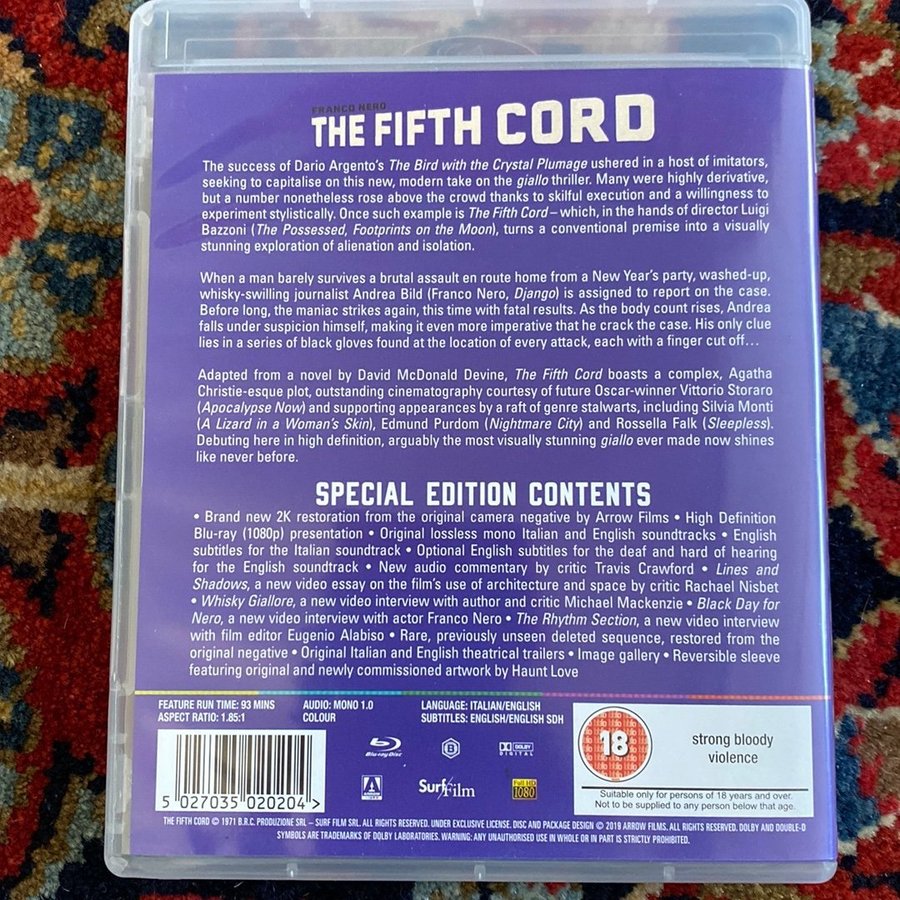 FRANCO NERO
THE FIFTH CORD
The success of Dario Argento's The Bird with the Crystal Plumage ushered in a host of imitators,
seeking to capitalise on this new, modern take on the giallo thriller. Many were highly derivative,
but a number nonetheless rose above the crowd thanks to skilful execution and a willingness to
experiment stylistically. Once such example is The Fifth Cord – which, in the hands of director Luigi
Bazzoni (The Possessed, Footprints on the Moon), turns a conventional premise into a visually
stunning exploration of alienation and isolation.
When a man barely survives a brutal assault en route home from a New Year's party, washed-up,
whisky-swilling journalist Andrea Bild (Franco Nero, Django) is assigned to report on the case.
Before long, the maniac strikes again, this time with fatal results. As the body count rises, Andrea
falls under suspicion himself, making it even more imperative that he crack the case. His only clue
lies in a series of black gloves found at the location of every attack, each with a finger cut off…
Adapted from a novel by David McDonald Devine, The Fifth Cord boasts a complex, Agatha
Christie-esque plot, outstanding cinematography courtesy of future Oscar-winner Vittorio Storaro
(Apocalypse Now) and supporting appearances by a raft of genre stalwarts, including Silvia Monti
(A Lizard in a Woman's Skin), Edmund Purdom (Nightmare City) and Rossella Falk (Sleepless).
Debuting here in high definition, arguably the most visually stunning giallo ever made now shines
like never before.
SPECIAL EDITION CONTENTS
• Brand new 2K restoration from the original camera negative by Arrow Films • High Definition
Blu-ray (1080p) presentation • Original lossless mono Italian and English soundtracks • English
subtitles for the Italian soundtrack • Optional English subtitles for the deaf and hard of hearing
for the English soundtrack • New audio commentary by critic Travis Crawford • Lines and
Shadows, a new video essay on the film's use of architecture and space by critic Rachael Nisbet
• Whisky Giallore, a new video interview with author and critic Michael Mackenzie • Black Day for
Nero, a new video interview with actor Franco Nero • The Rhythm Section, a new video interview
with film editor Eugenio Alabiso • Rare, previously unseen deleted sequence, restored from the
original negative • Original Italian and English theatrical trailers • Image gallery • Reversible sleeve
featuring original and newly commissioned artwork by Haunt Love
FEATURE RUN TIME: 93 MINS AUDIO: MONO 1.0 LANGUAGE: ITALIAN/ENGLISH
ASPECT RATIO: 1.85:1 COLOUR SUBTITLES: ENGLISH/ENGLISH SDH
Blu-ray Disc B DOLBY DIGITAL
ARROW Surf Film Full HD 1080
5 027035 020204 >
18
strong bloody
violence
Suitable only for persons of 18 years and over.
Not to be supplied to any person below that age.
THE FIFTH CORD © 1971 B.R.C. PRODUZIONE SRL – SURF FILM SRL. ALL RIGHTS RESERVED. UNDER EXCLUSIVE LICENSE. DISC AND PACKAGE DESIGN © 2019 ARROW FILMS. ALL RIGHTS RESERVED. DOLBY AND DOUBLE-D
SYMBOLS ARE TRADEMARKS OF DOLBY LABORATORIES. WARNING: ANY UNAUTHORISED USE IN WHOLE OR IN PART IS STRICTLY PROHIBITED.